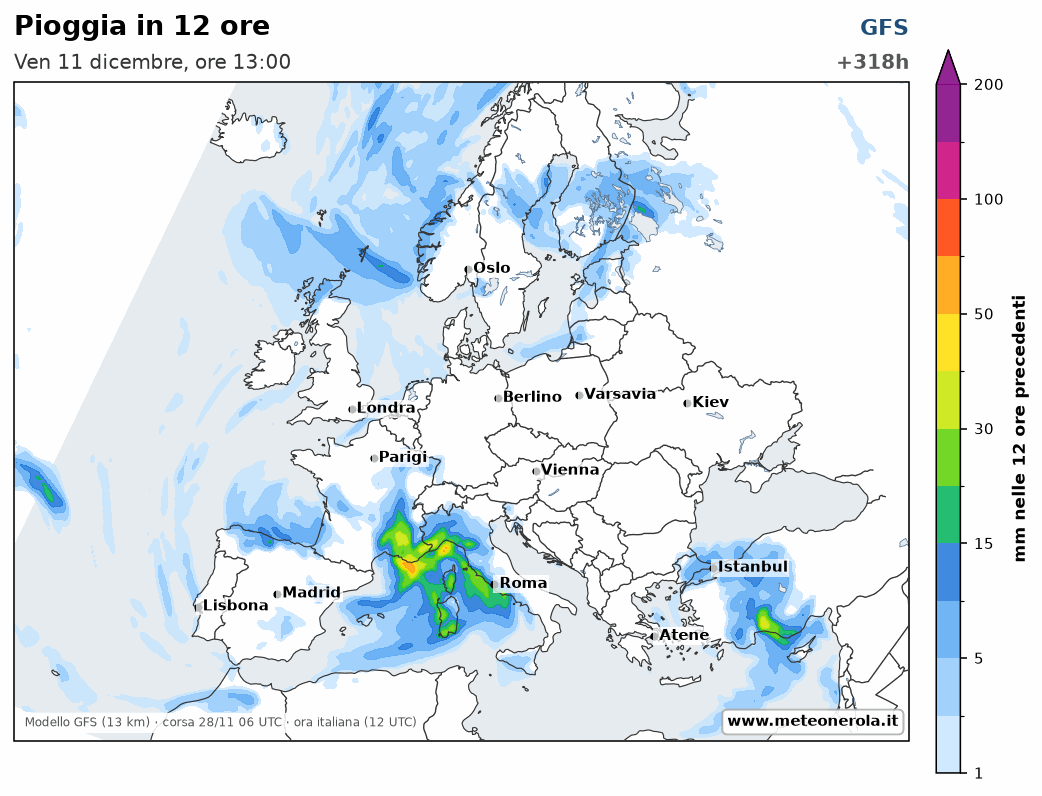 Pioggia in 12 ore
GFS
Ven 11 dicembre, ore 13:00
+318h
200
100
50
30
15
5
1
mm nelle 12 ore precedenti
Oslo
Londra
Berlino
Varsavia
Kiev
Parigi
Vienna
Istanbul
Roma
Madrid
Lisbona
Atene
Modello GFS (13 km) · corsa 28/11 06 UTC · ora italiana (12 UTC)
www.meteonerola.it